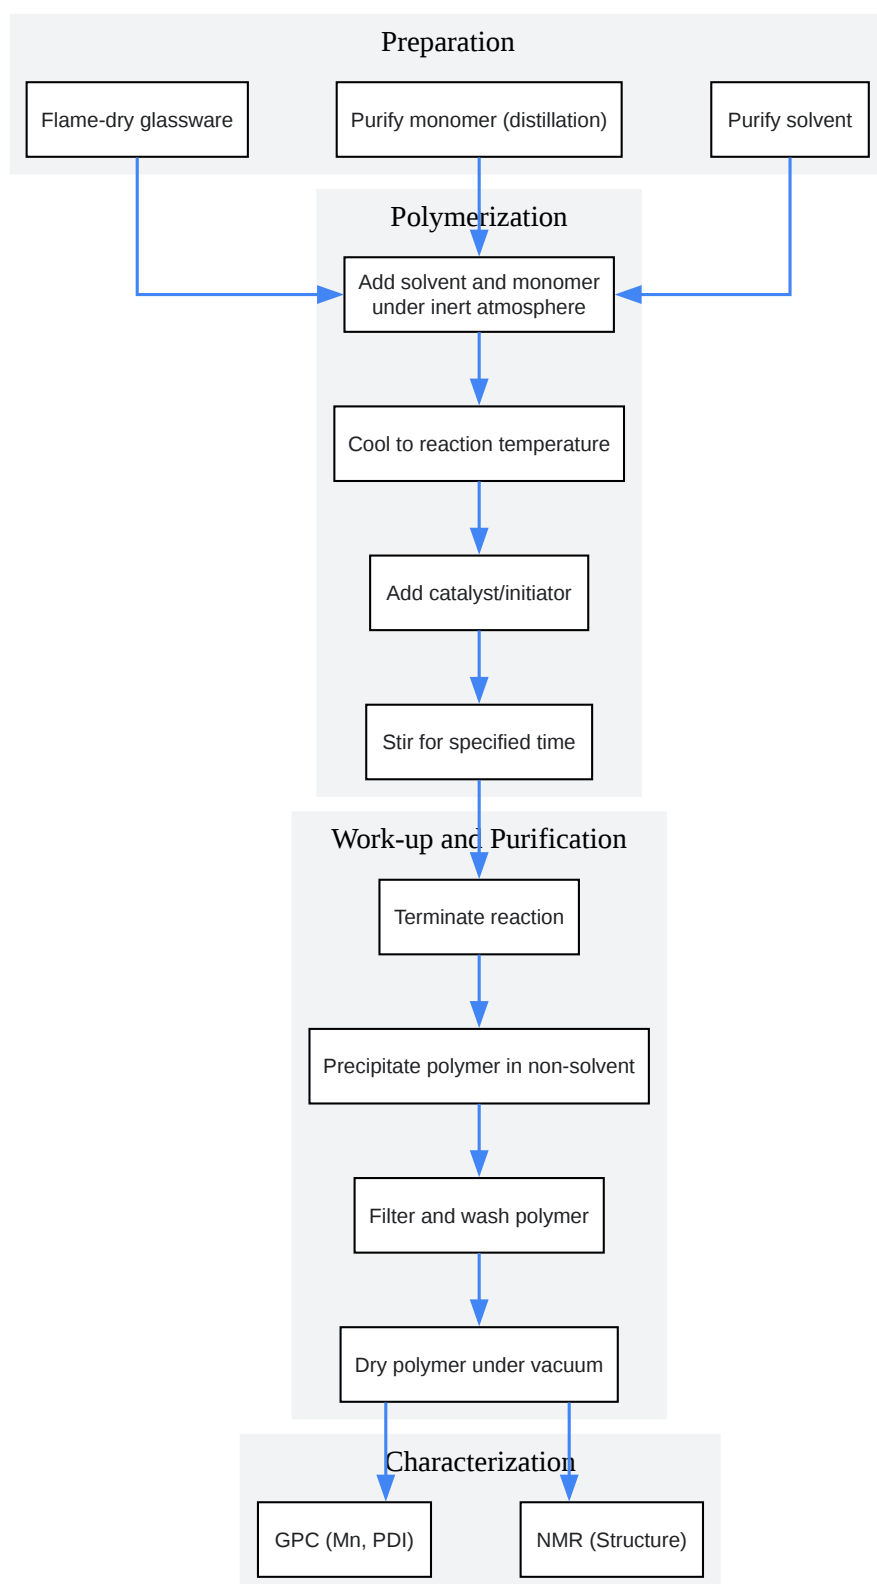 Preparation
Flame-dry glassware
Purify monomer (distillation)
Purify solvent
Polymerization
Add solvent and monomer
under inert atmosphere
Cool to reaction temperature
Add catalyst/initiator
Stir for specified time
Work-up and Purification
Terminate reaction
Precipitate polymer in non-solvent
Filter and wash polymer
Dry polymer under vacuum
Characterization
GPC (Mn, PDI)
NMR (Structure)